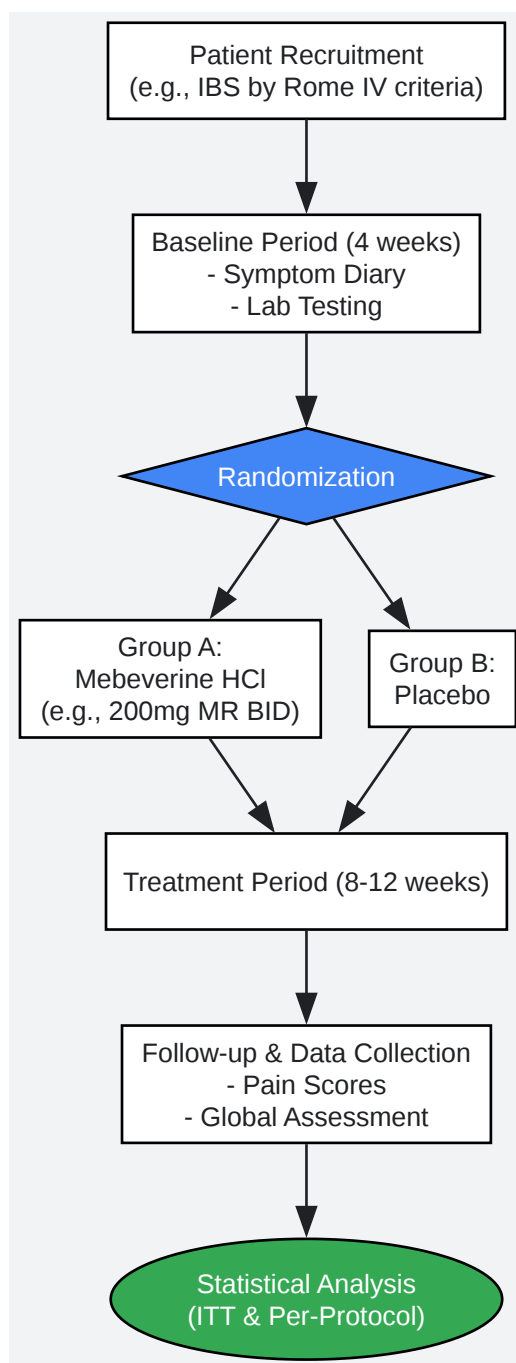 Patient Recruitment
(e.g., IBS by Rome IV criteria)
Baseline Period (4 weeks)
- Symptom Diary
- Lab Testing
Randomization
Group A:
Mebeverine HCl
(e.g., 200mg MR BID)
Group B:
Placebo
Treatment Period (8-12 weeks)
Follow-up & Data Collection
- Pain Scores
- Global Assessment
Statistical Analysis
(ITT & Per-Protocol)